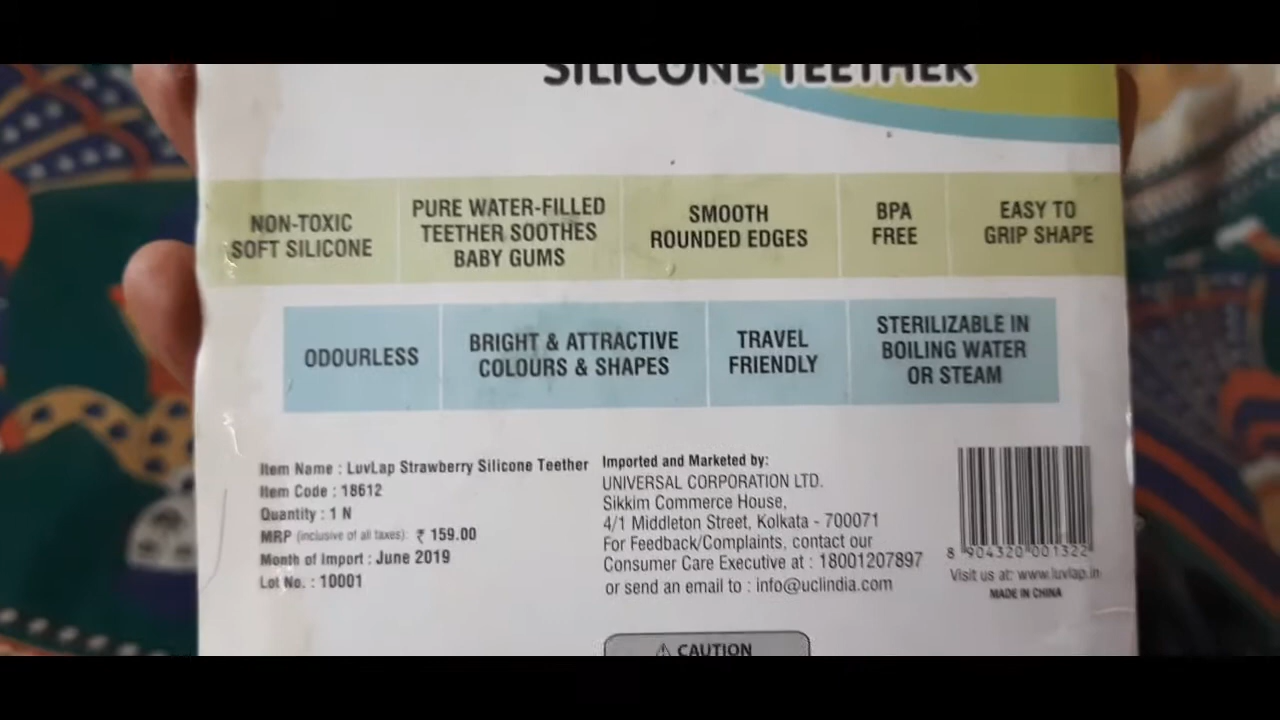 SILICONE TEETHER
NON-TOXIC
SOFT SILICONE
PURE WATER-FILLED
TEETHER SOOTHES
BABY GUMS
SMOOTH
ROUNDED EDGES
BPA
FREE
EASY TO
GRIP SHAPE
ODOURLESS
BRIGHT & ATTRACTIVE
COLOURS & SHAPES
TRAVEL
FRIENDLY
STERILIZABLE IN
BOILING WATER
OR STEAM
Item Name : LuvLap Strawberry Silicone Teether
Item Code : 18612
Quantity : 1 N
MRP (inclusive of all taxes): ₹ 159.00
Month of Import : June 2019
Lot No. : 10001
Imported and Marketed by:
UNIVERSAL CORPORATION LTD.
Sikkim Commerce House,
4/1 Middleton Street, Kolkata - 700071
For Feedback/Complaints, contact our
Consumer Care Executive at : 18001207897
or send an email to : info@uclindia.com
8 904320 001322
Visit us at: www.luvlap.in
MADE IN CHINA
⚠ CAUTION